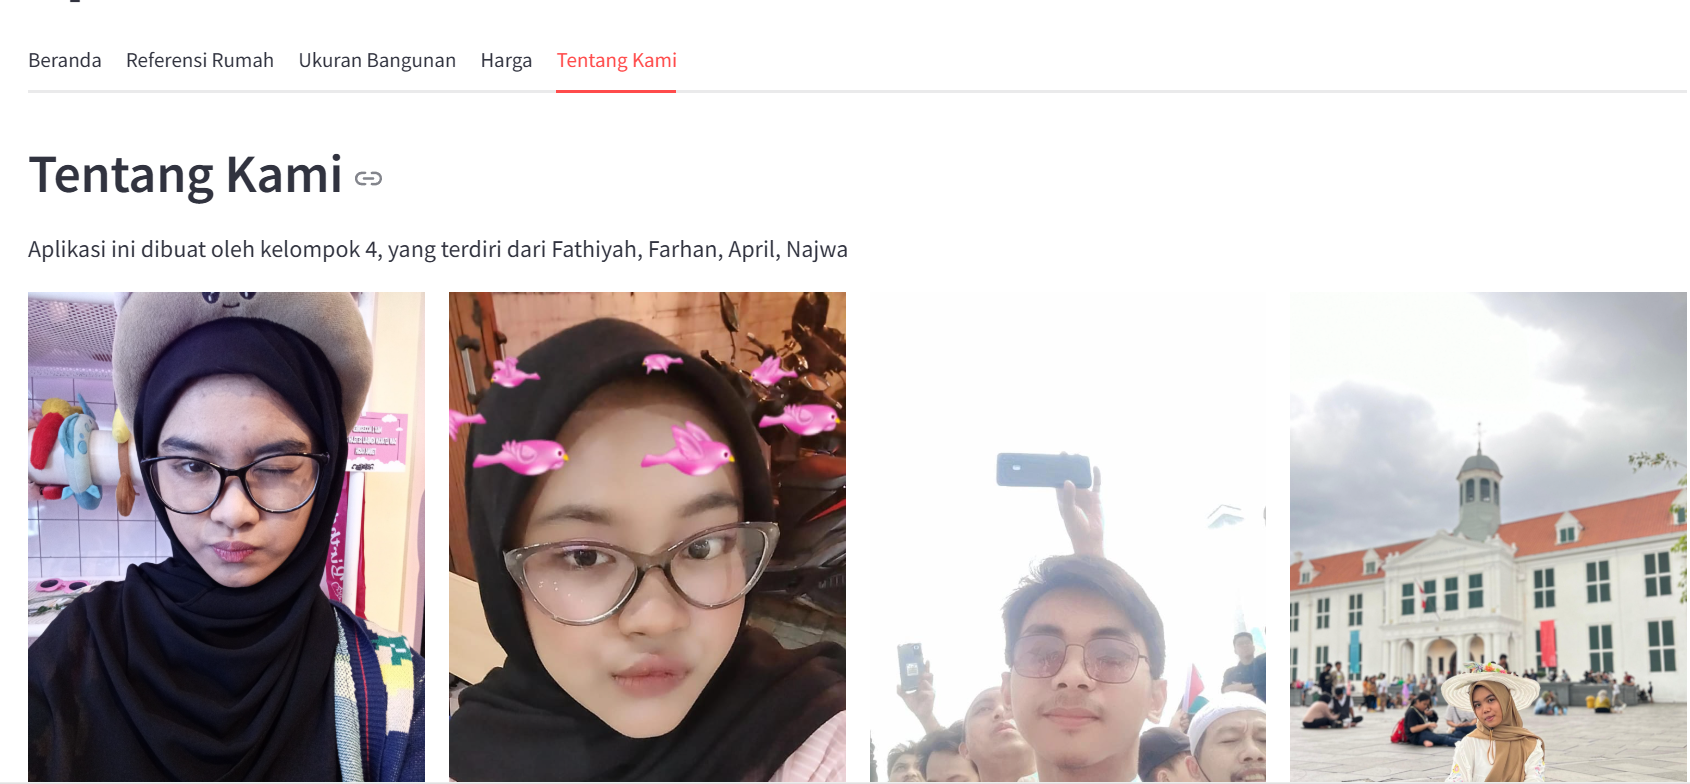 Beranda Referensi Rumah Ukuran Bangunan Harga Tentang Kami
Tentang Kami
Aplikasi ini dibuat oleh kelompok 4, yang terdiri dari Fathiyah, Farhan, April, Najwa